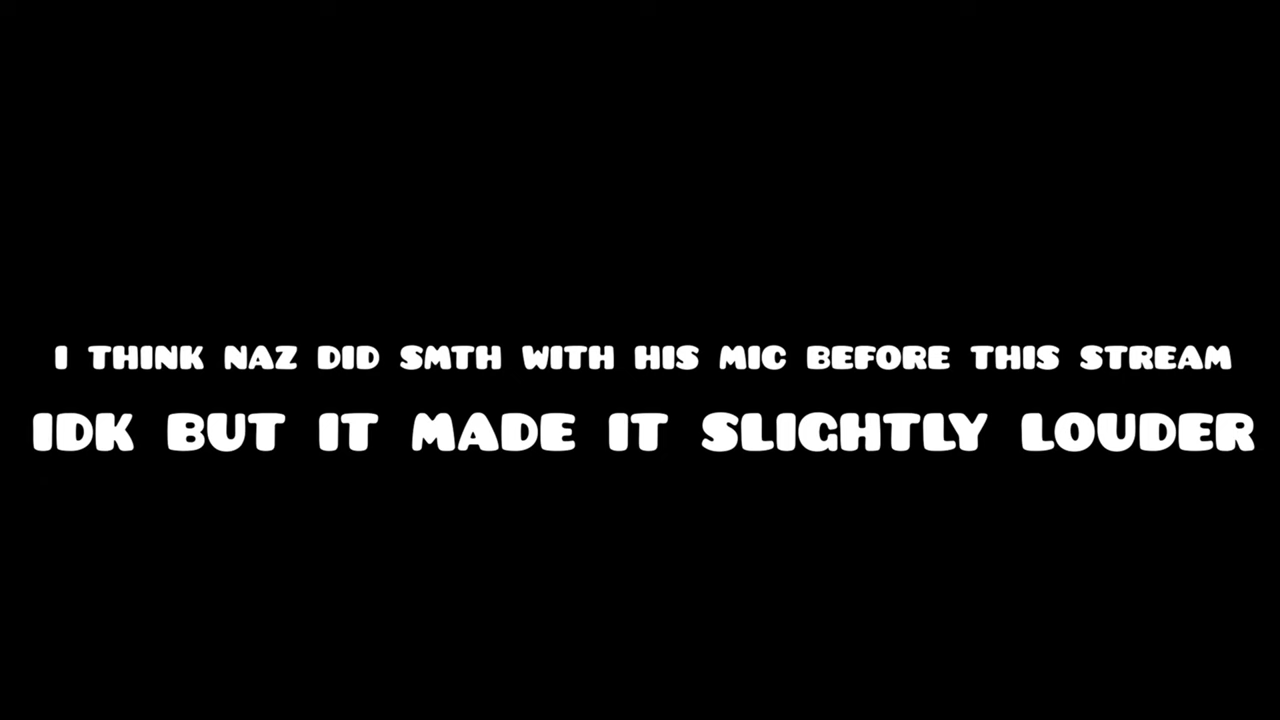 I THINK NAZ DID SMTH WITH HIS MIC BEFORE THIS STREAM
IDK BUT IT MADE IT SLIGHTLY LOUDER